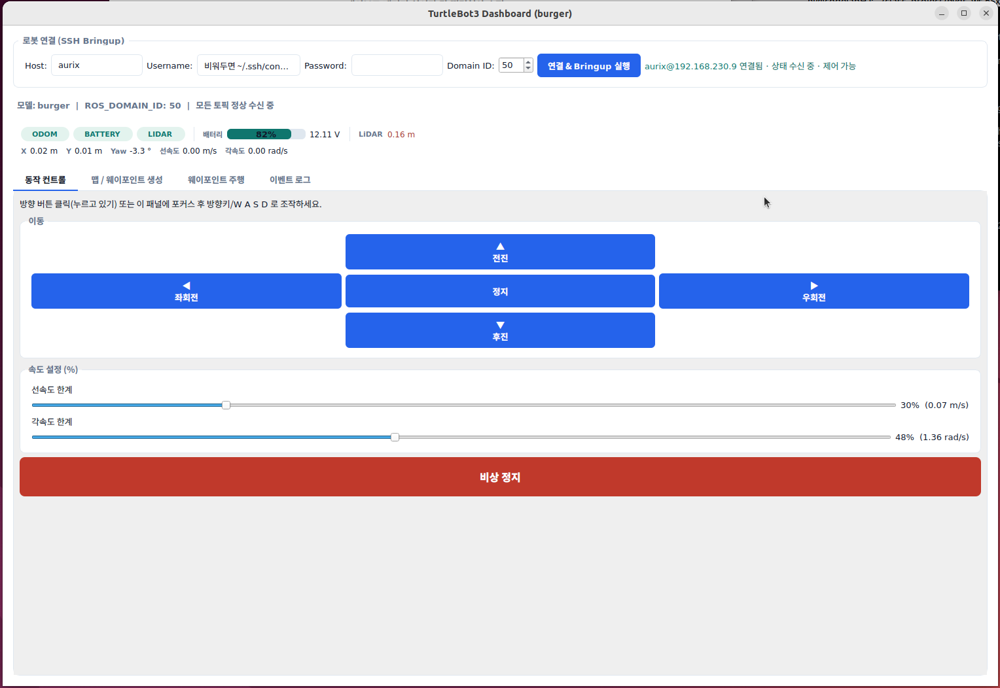 TurtleBot3 Dashboard (burger)
로봇 연결 (SSH Bringup)
Host: aurix Username: 비워두면 ~/.ssh/con... Password: Domain ID: 50 연결 & Bringup 실행 aurix@192.168.230.9 연결됨 · 상태 수신 중 · 제어 가능
모델: burger | ROS_DOMAIN_ID: 50 | 모든 토픽 정상 수신 중
ODOM BATTERY LIDAR 배터리 82% 12.11 V LiDAR 0.16 m
X 0.02 m Y 0.01 m Yaw -3.3 ° 선속도 0.00 m/s 각속도 0.00 rad/s
동작 컨트롤 맵 / 웨이포인트 생성 웨이포인트 주행 이벤트 로그
방향 버튼 클릭(누르고 있기) 또는 이 패널에 포커스 후 방향키/W A S D 로 조작하세요.
이동
▲
전진
◀
좌회전
정지
▶
우회전
▼
후진
속도 설정 (%)
선속도 한계
30% (0.07 m/s)
각속도 한계
48% (1.36 rad/s)
비상 정지